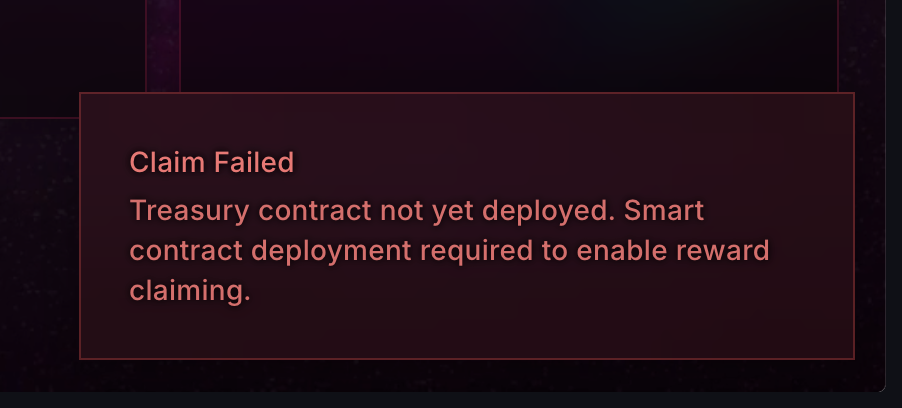 Claim Failed
Treasury contract not yet deployed. Smart
contract deployment required to enable reward
claiming.